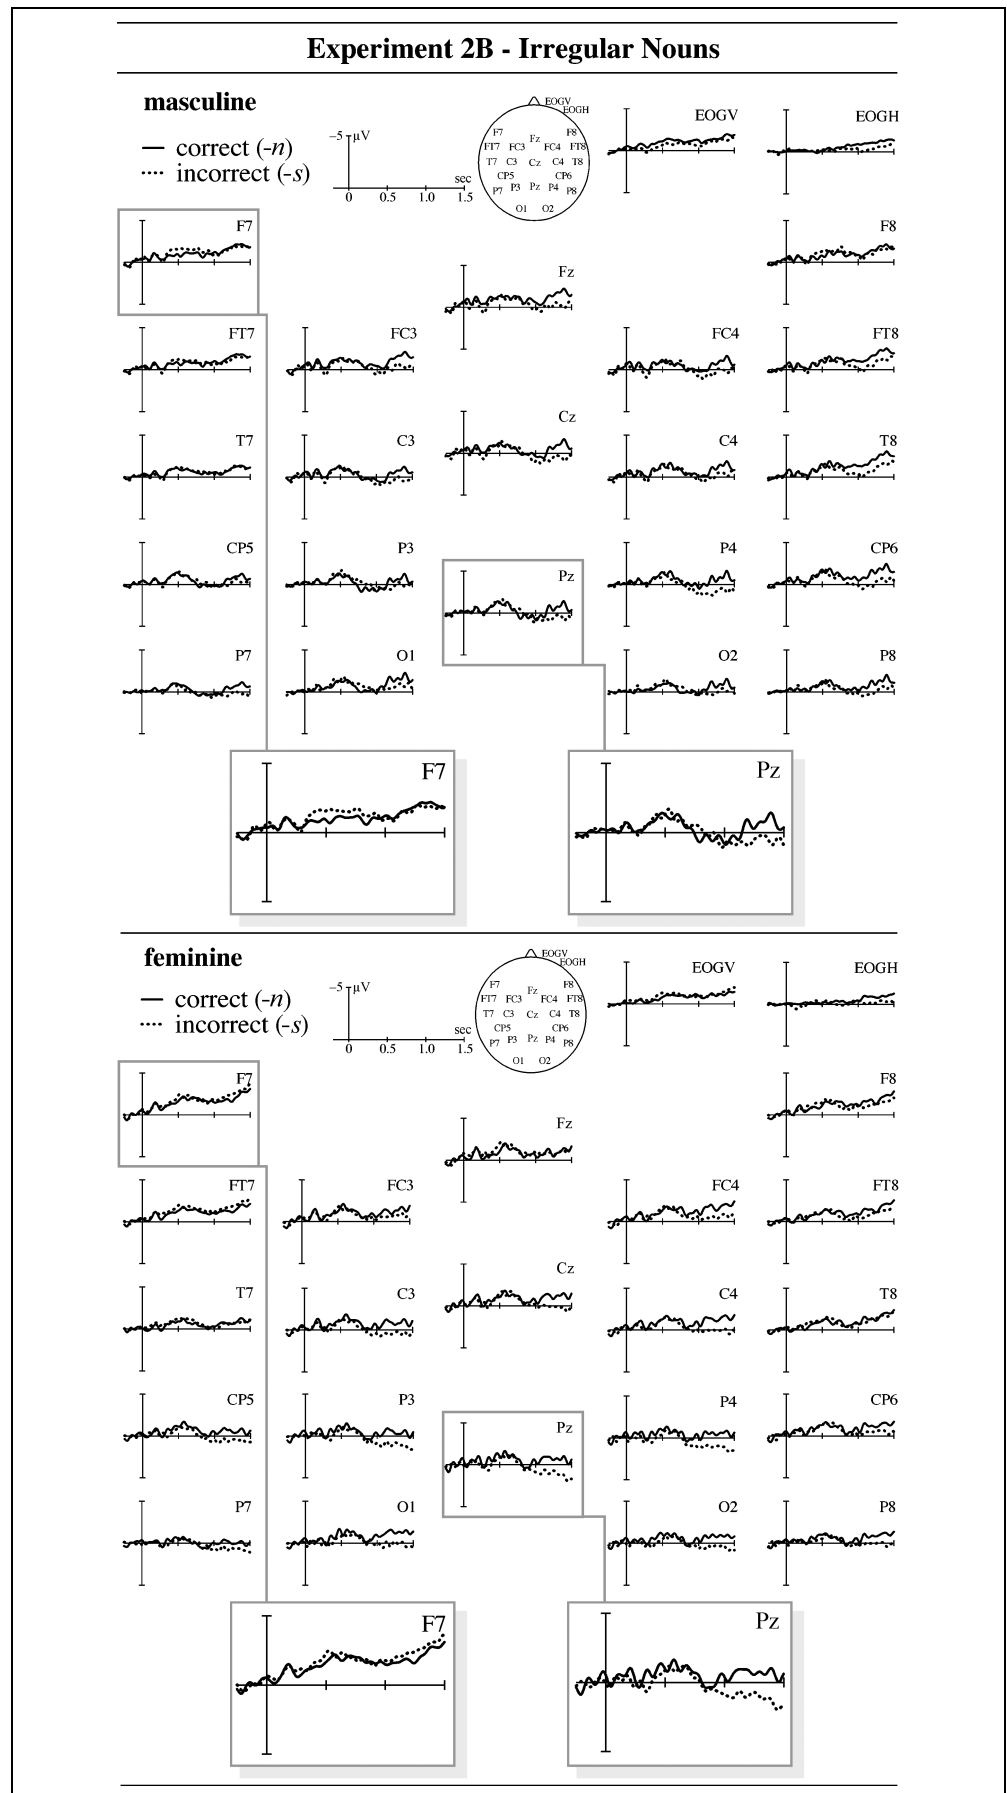 Experiment 2B - Irregular Nouns
masculine
correct (-n)
incorrect (-s)
−5 μV
sec
0 0.5 1.0 1.5
EOGV
EOGH
F7 Fz F8
FT7 FC3 FC4 FT8
T7 C3 Cz C4 T8
CP5 CP6
P7 P3 Pz P4 P8
O1 O2
EOGV EOGH
F7 F8
Fz
FT7 FC3 FC4 FT8
Cz
T7 C3 C4 T8
CP5 P3 P4 CP6
Pz
P7 O1 O2 P8
F7 Pz
feminine
correct (-n)
incorrect (-s)
−5 μV
sec
0 0.5 1.0 1.5
EOGV
EOGH
F7 Fz F8
FT7 FC3 FC4 FT8
T7 C3 Cz C4 T8
CP5 CP6
P7 P3 Pz P4 P8
O1 O2
EOGV EOGH
F7 F8
Fz
FT7 FC3 FC4 FT8
Cz
T7 C3 C4 T8
CP5 P3 P4 CP6
Pz
P7 O1 O2 P8
F7 Pz